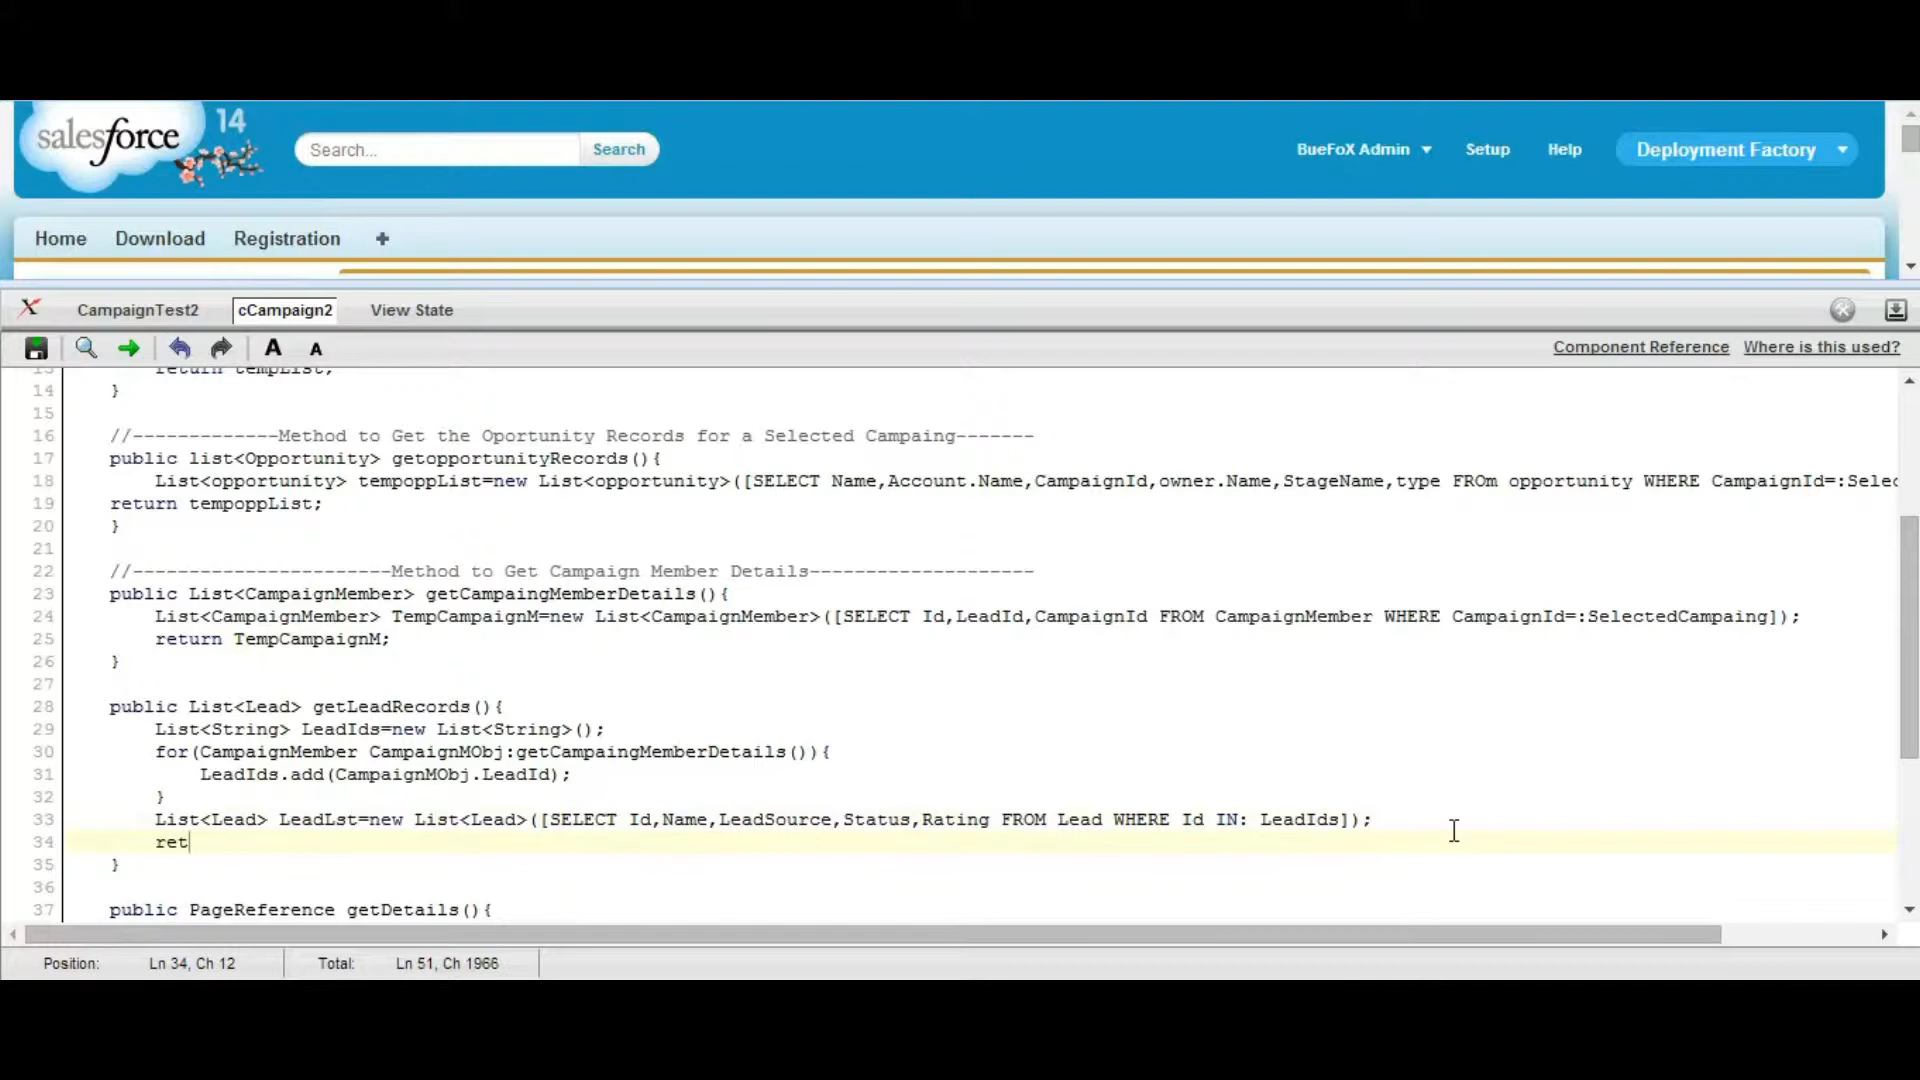 salesforce
14
Search...
Search
BueFoX Admin
Setup
Help
Deployment Factory
Home
Download
Registration
+
CampaignTest2
cCampaign2
View State
A
A
Component Reference
Where is this used?
13 return tempList;
14 }
15
16 //-------------Method to Get the Oportunity Records for a Selected Campaing-------
17 public list<Opportunity> getopportunityRecords(){
18 List<opportunity> tempoppList=new List<opportunity>([SELECT Name,Account.Name,CampaignId,owner.Name,StageName,type FROm opportunity WHERE CampaignId=:Selec
19 return tempoppList;
20 }
21
22 //-----------------------Method to Get Campaign Member Details--------------------
23 public List<CampaignMember> getCampaingMemberDetails(){
24 List<CampaignMember> TempCampaignM=new List<CampaignMember>([SELECT Id,LeadId,CampaignId FROM CampaignMember WHERE CampaignId=:SelectedCampaing]);
25 return TempCampaignM;
26 }
27
28 public List<Lead> getLeadRecords(){
29 List<String> LeadIds=new List<String>();
30 for(CampaignMember CampaignMObj:getCampaingMemberDetails()){
31 LeadIds.add(CampaignMObj.LeadId);
32 }
33 List<Lead> LeadLst=new List<Lead>([SELECT Id,Name,LeadSource,Status,Rating FROM Lead WHERE Id IN: LeadIds]);
34 ret
35 }
36
37 public PageReference getDetails(){
Position: Ln 34, Ch 12 Total: Ln 51, Ch 1966